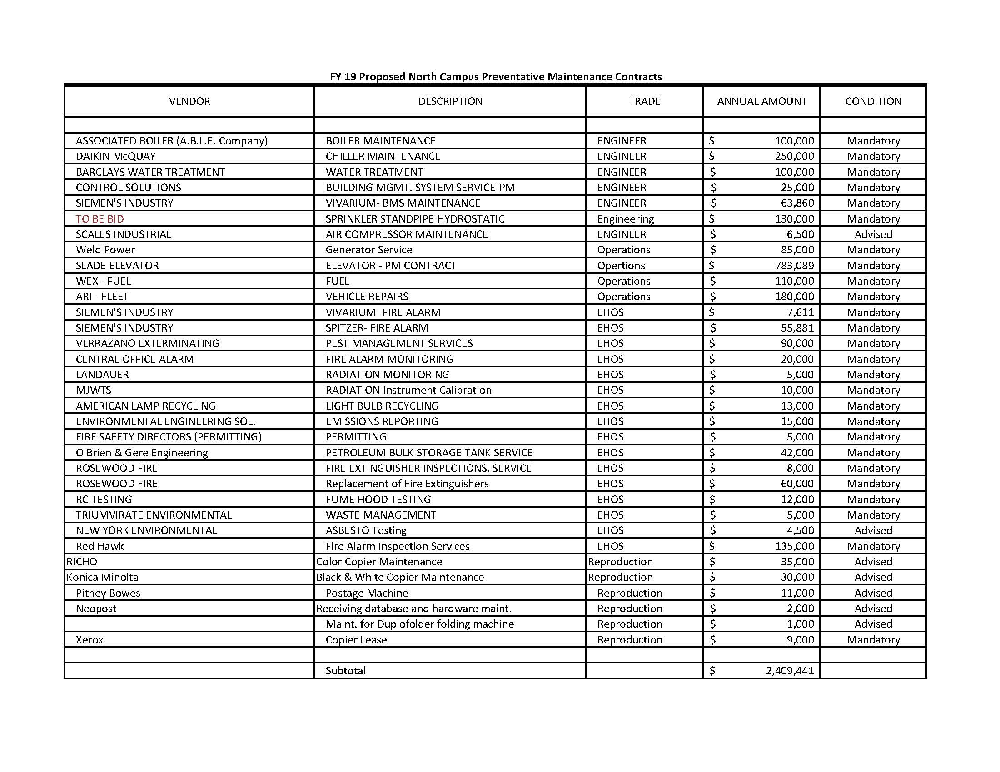 FY'19 Proposed North Campus Preventative Maintenance Contracts
VENDOR DESCRIPTION TRADE ANNUAL AMOUNT CONDITION
ASSOCIATED BOILER (A.B.L.E. Company) BOILER MAINTENANCE ENGINEER $ 100,000 Mandatory
DAIKIN McQUAY CHILLER MAINTENANCE ENGINEER $ 250,000 Mandatory
BARCLAYS WATER TREATMENT WATER TREATMENT ENGINEER $ 100,000 Mandatory
CONTROL SOLUTIONS BUILDING MGMT. SYSTEM SERVICE-PM ENGINEER $ 25,000 Mandatory
SIEMEN'S INDUSTRY VIVARIUM- BMS MAINTENANCE ENGINEER $ 63,860 Mandatory
TO BE BID SPRINKLER STANDPIPE HYDROSTATIC Engineering $ 130,000 Mandatory
SCALES INDUSTRIAL AIR COMPRESSOR MAINTENANCE ENGINEER $ 6,500 Advised
Weld Power Generator Service Operations $ 85,000 Mandatory
SLADE ELEVATOR ELEVATOR - PM CONTRACT Opertions $ 783,089 Mandatory
WEX - FUEL FUEL Operations $ 110,000 Mandatory
ARI - FLEET VEHICLE REPAIRS Operations $ 180,000 Mandatory
SIEMEN'S INDUSTRY VIVARIUM- FIRE ALARM EHOS $ 7,611 Mandatory
SIEMEN'S INDUSTRY SPITZER- FIRE ALARM EHOS $ 55,881 Mandatory
VERRAZANO EXTERMINATING PEST MANAGEMENT SERVICES EHOS $ 90,000 Mandatory
CENTRAL OFFICE ALARM FIRE ALARM MONITORING EHOS $ 20,000 Mandatory
LANDAUER RADIATION MONITORING EHOS $ 5,000 Mandatory
MJWTS RADIATION Instrument Calibration EHOS $ 10,000 Mandatory
AMERICAN LAMP RECYCLING LIGHT BULB RECYCLING EHOS $ 13,000 Mandatory
ENVIRONMENTAL ENGINEERING SOL. EMISSIONS REPORTING EHOS $ 15,000 Mandatory
FIRE SAFETY DIRECTORS (PERMITTING) PERMITTING EHOS $ 5,000 Mandatory
O'Brien & Gere Engineering PETROLEUM BULK STORAGE TANK SERVICE EHOS $ 42,000 Mandatory
ROSEWOOD FIRE FIRE EXTINGUISHER INSPECTIONS, SERVICE EHOS $ 8,000 Mandatory
ROSEWOOD FIRE Replacement of Fire Extinguishers EHOS $ 60,000 Mandatory
RC TESTING FUME HOOD TESTING EHOS $ 12,000 Mandatory
TRIUMVIRATE ENVIRONMENTAL WASTE MANAGEMENT EHOS $ 5,000 Mandatory
NEW YORK ENVIRONMENTAL ASBESTO Testing EHOS $ 4,500 Advised
Red Hawk Fire Alarm Inspection Services EHOS $ 135,000 Mandatory
RICHO Color Copier Maintenance Reproduction $ 35,000 Advised
Konica Minolta Black & White Copier Maintenance Reproduction $ 30,000 Advised
Pitney Bowes Postage Machine Reproduction $ 11,000 Advised
Neopost Receiving database and hardware maint. Reproduction $ 2,000 Advised
Maint. for Duplofolder folding machine Reproduction $ 1,000 Advised
Xerox Copier Lease Reproduction $ 9,000 Mandatory
Subtotal $ 2,409,441